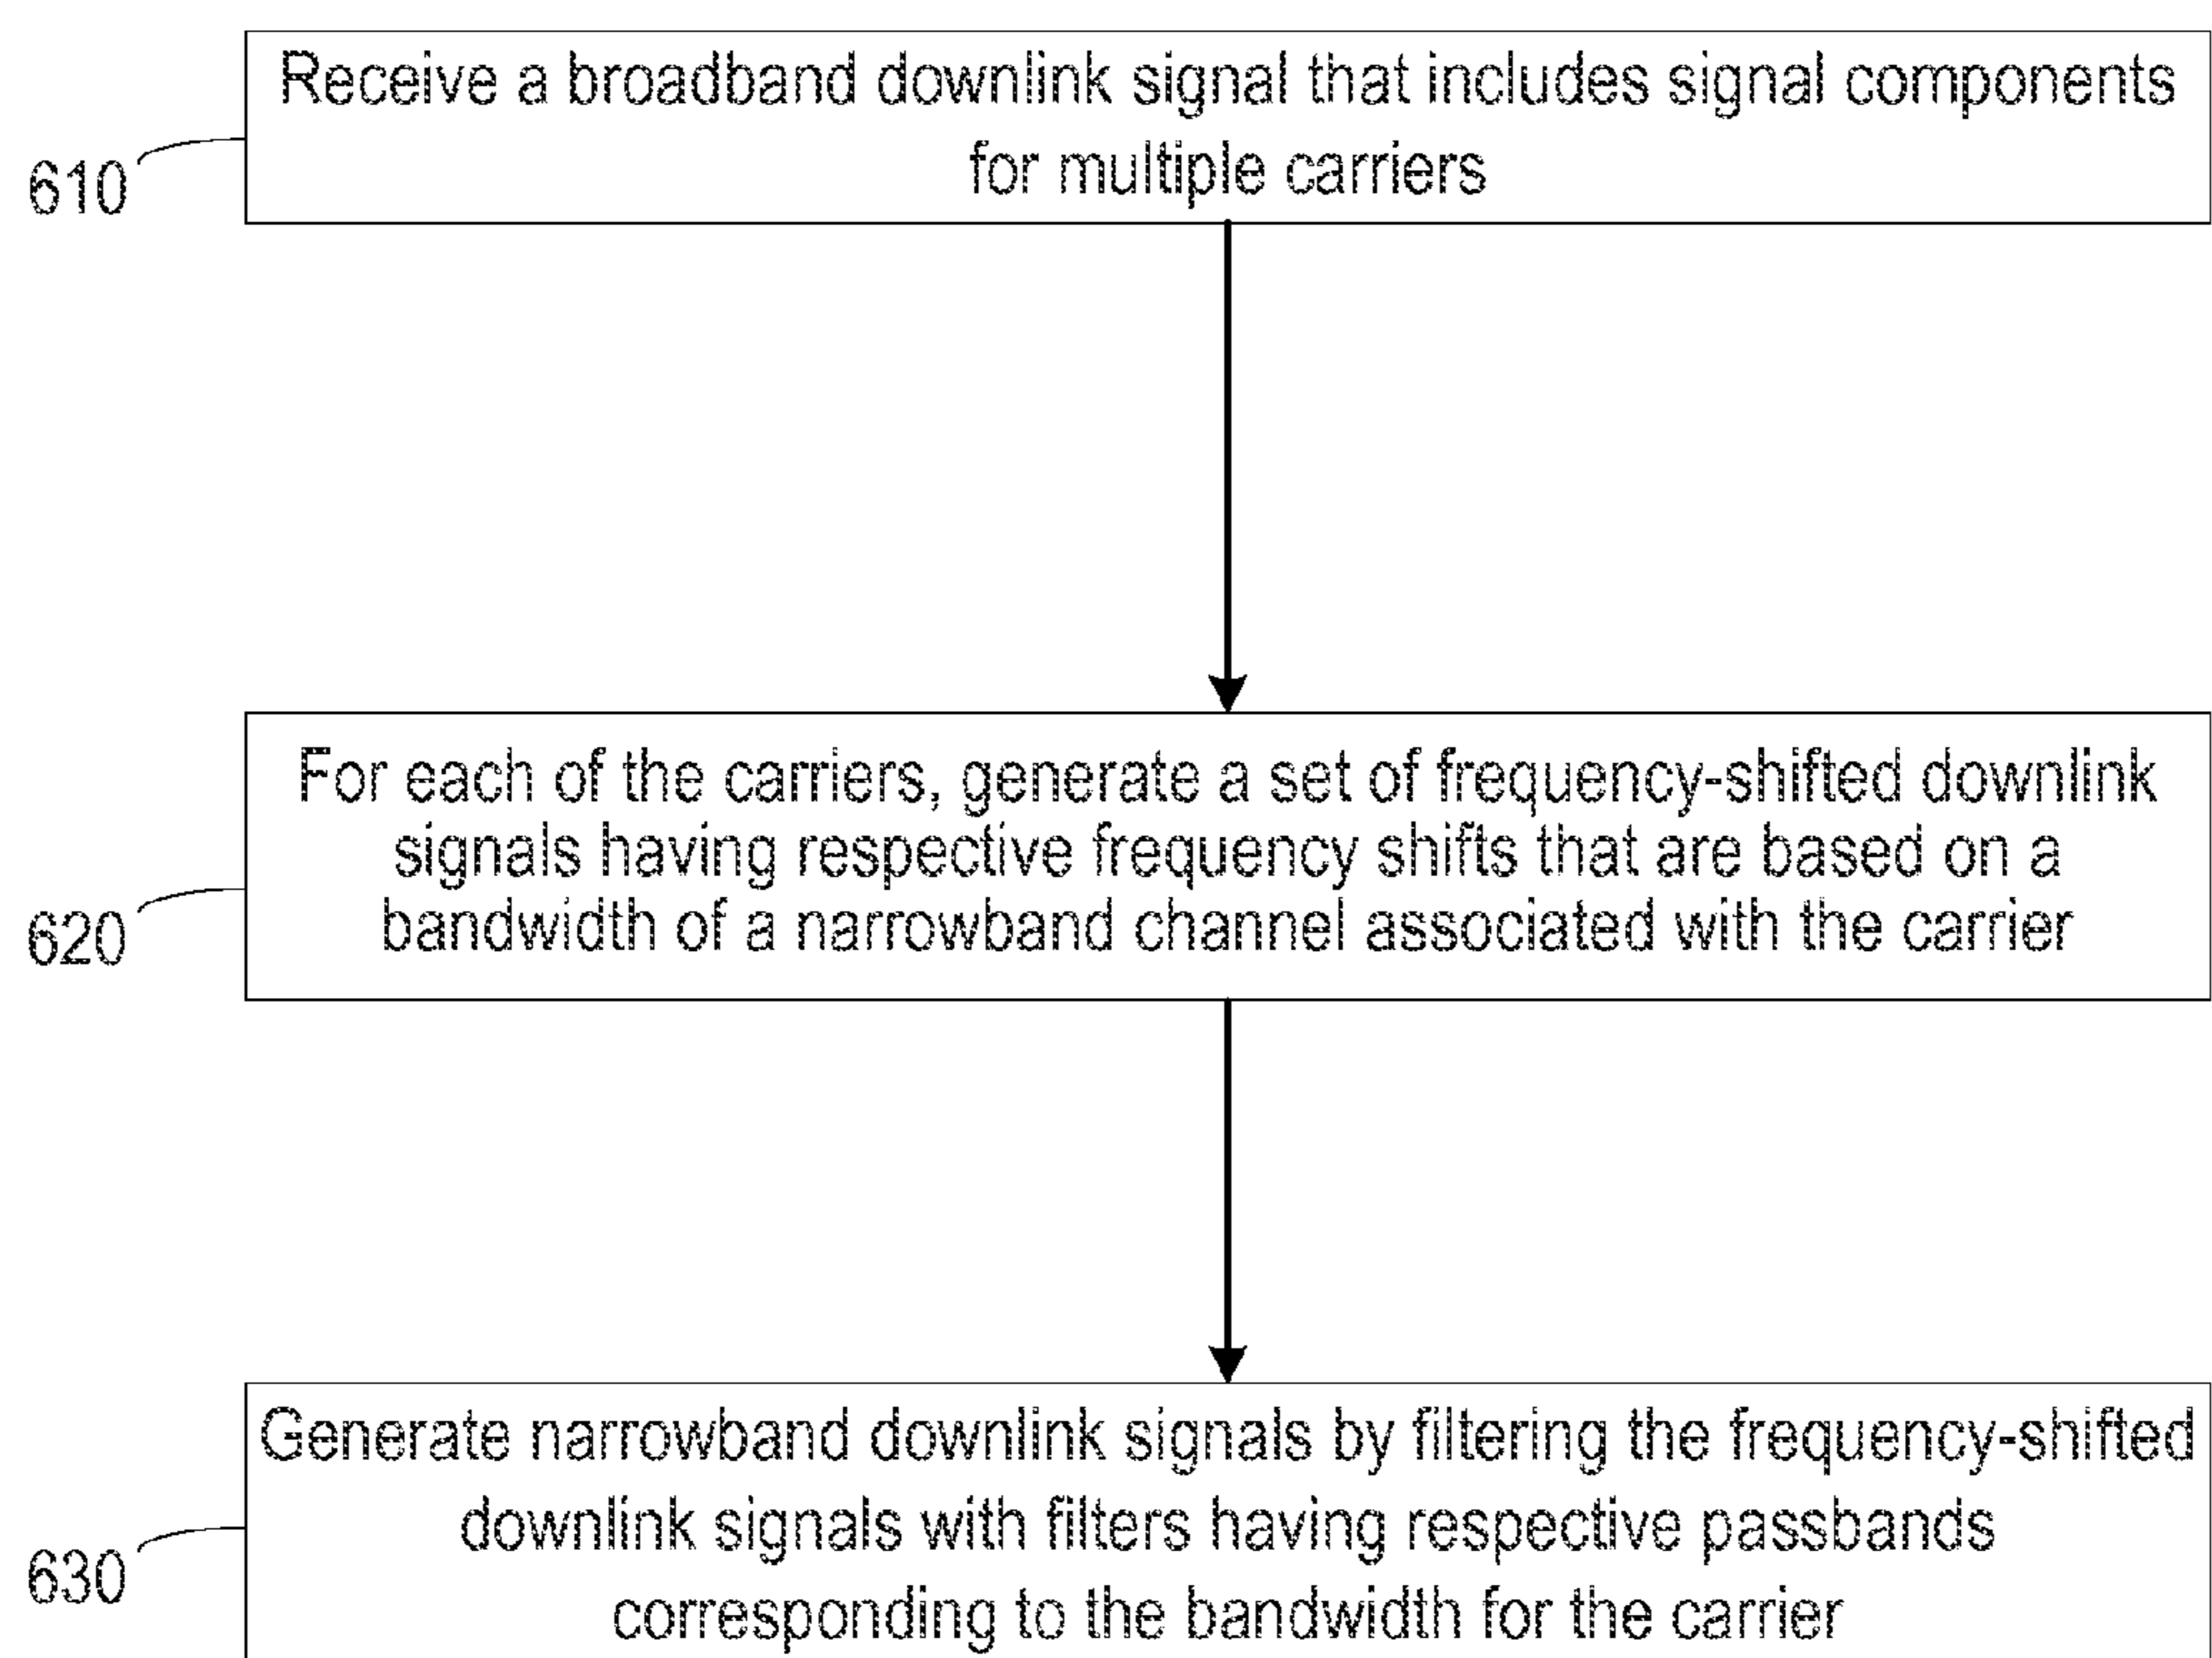 Receive a broadband downlink signal that includes signal components
for multiple carriers
610
For each of the carriers, generate a set of frequency-shifted downlink
signals having respective frequency shifts that are based on a
bandwidth of a narrowband channel associated with the carrier
620
Generate narrowband downlink signals by filtering the frequency-shifted
downlink signals with filters having respective passbands
corresponding to the bandwidth for the carrier
630